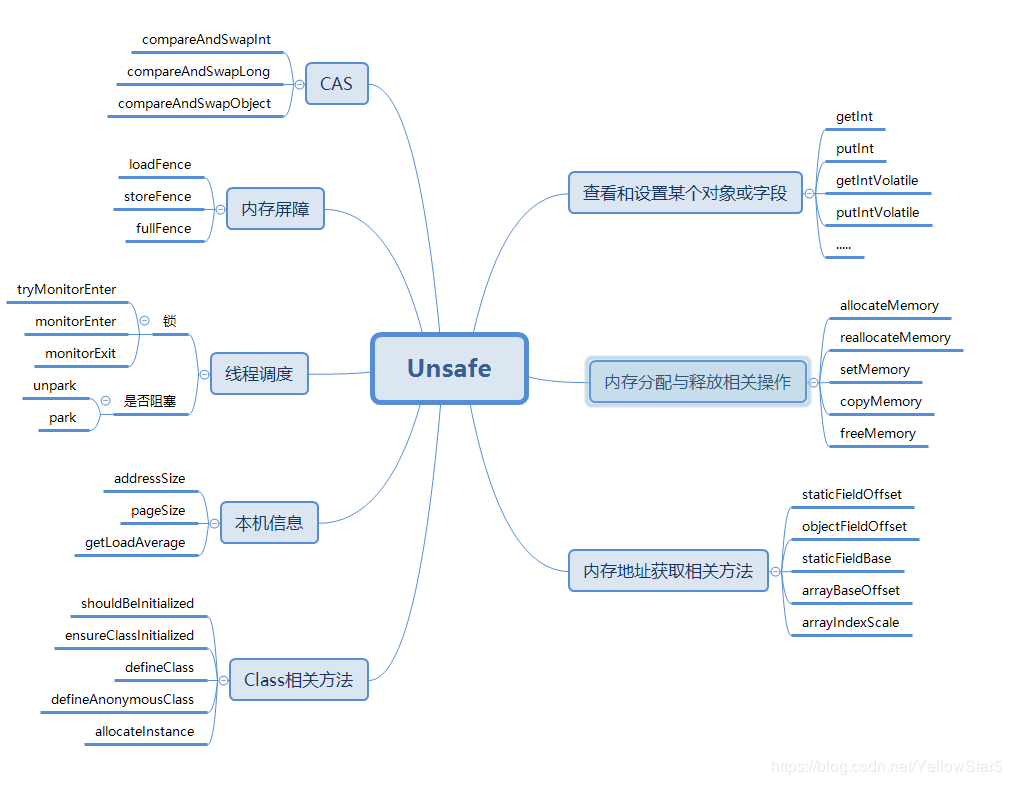 Unsafe
CAS
compareAndSwapInt
compareAndSwapLong
compareAndSwapObject
内存屏障
loadFence
storeFence
fullFence
线程调度
锁
tryMonitorEnter
monitorEnter
monitorExit
是否阻塞
unpark
park
本机信息
addressSize
pageSize
getLoadAverage
Class相关方法
shouldBeInitialized
ensureClassInitialized
defineClass
defineAnonymousClass
allocateInstance
查看和设置某个对象或字段
getInt
putInt
getIntVolatile
putIntVolatile
.....
内存分配与释放相关操作
allocateMemory
reallocateMemory
setMemory
copyMemory
freeMemory
内存地址获取相关方法
staticFieldOffset
objectFieldOffset
staticFieldBase
arrayBaseOffset
arrayIndexScale
https://blog.csdn.net/YellowStar5